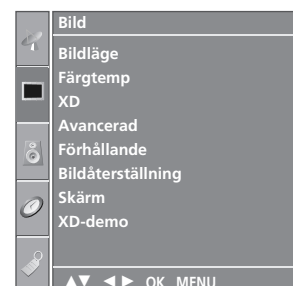 Bild
Bildläge
Färgtemp
XD
Avancerad
Förhållande
Bildåterställning
Skärm
XD-demo
▲▼ ◄► OK MENU